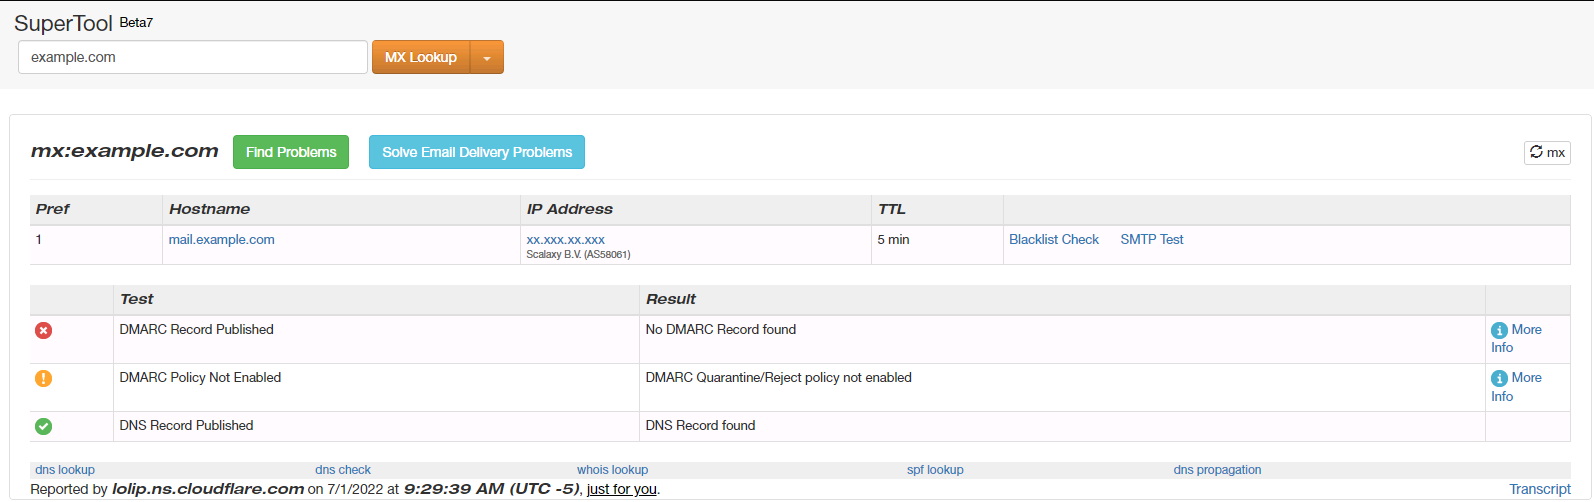 SuperTool Beta7
example.com MX Lookup
mx:example.com Find Problems Solve Email Delivery Problems mx
Pref Hostname IP Address TTL
1 mail.example.com xx.xxx.xx.xxx 5 min Blacklist Check SMTP Test
Scalaxy B.V. (AS58061)
Test Result
DMARC Record Published No DMARC Record found More
Info
DMARC Policy Not Enabled DMARC Quarantine/Reject policy not enabled More
Info
DNS Record Published DNS Record found
dns lookup dns check whois lookup spf lookup dns propagation
Reported by lolip.ns.cloudflare.com on 7/1/2022 at 9:29:39 AM (UTC -5), just for you. Transcript